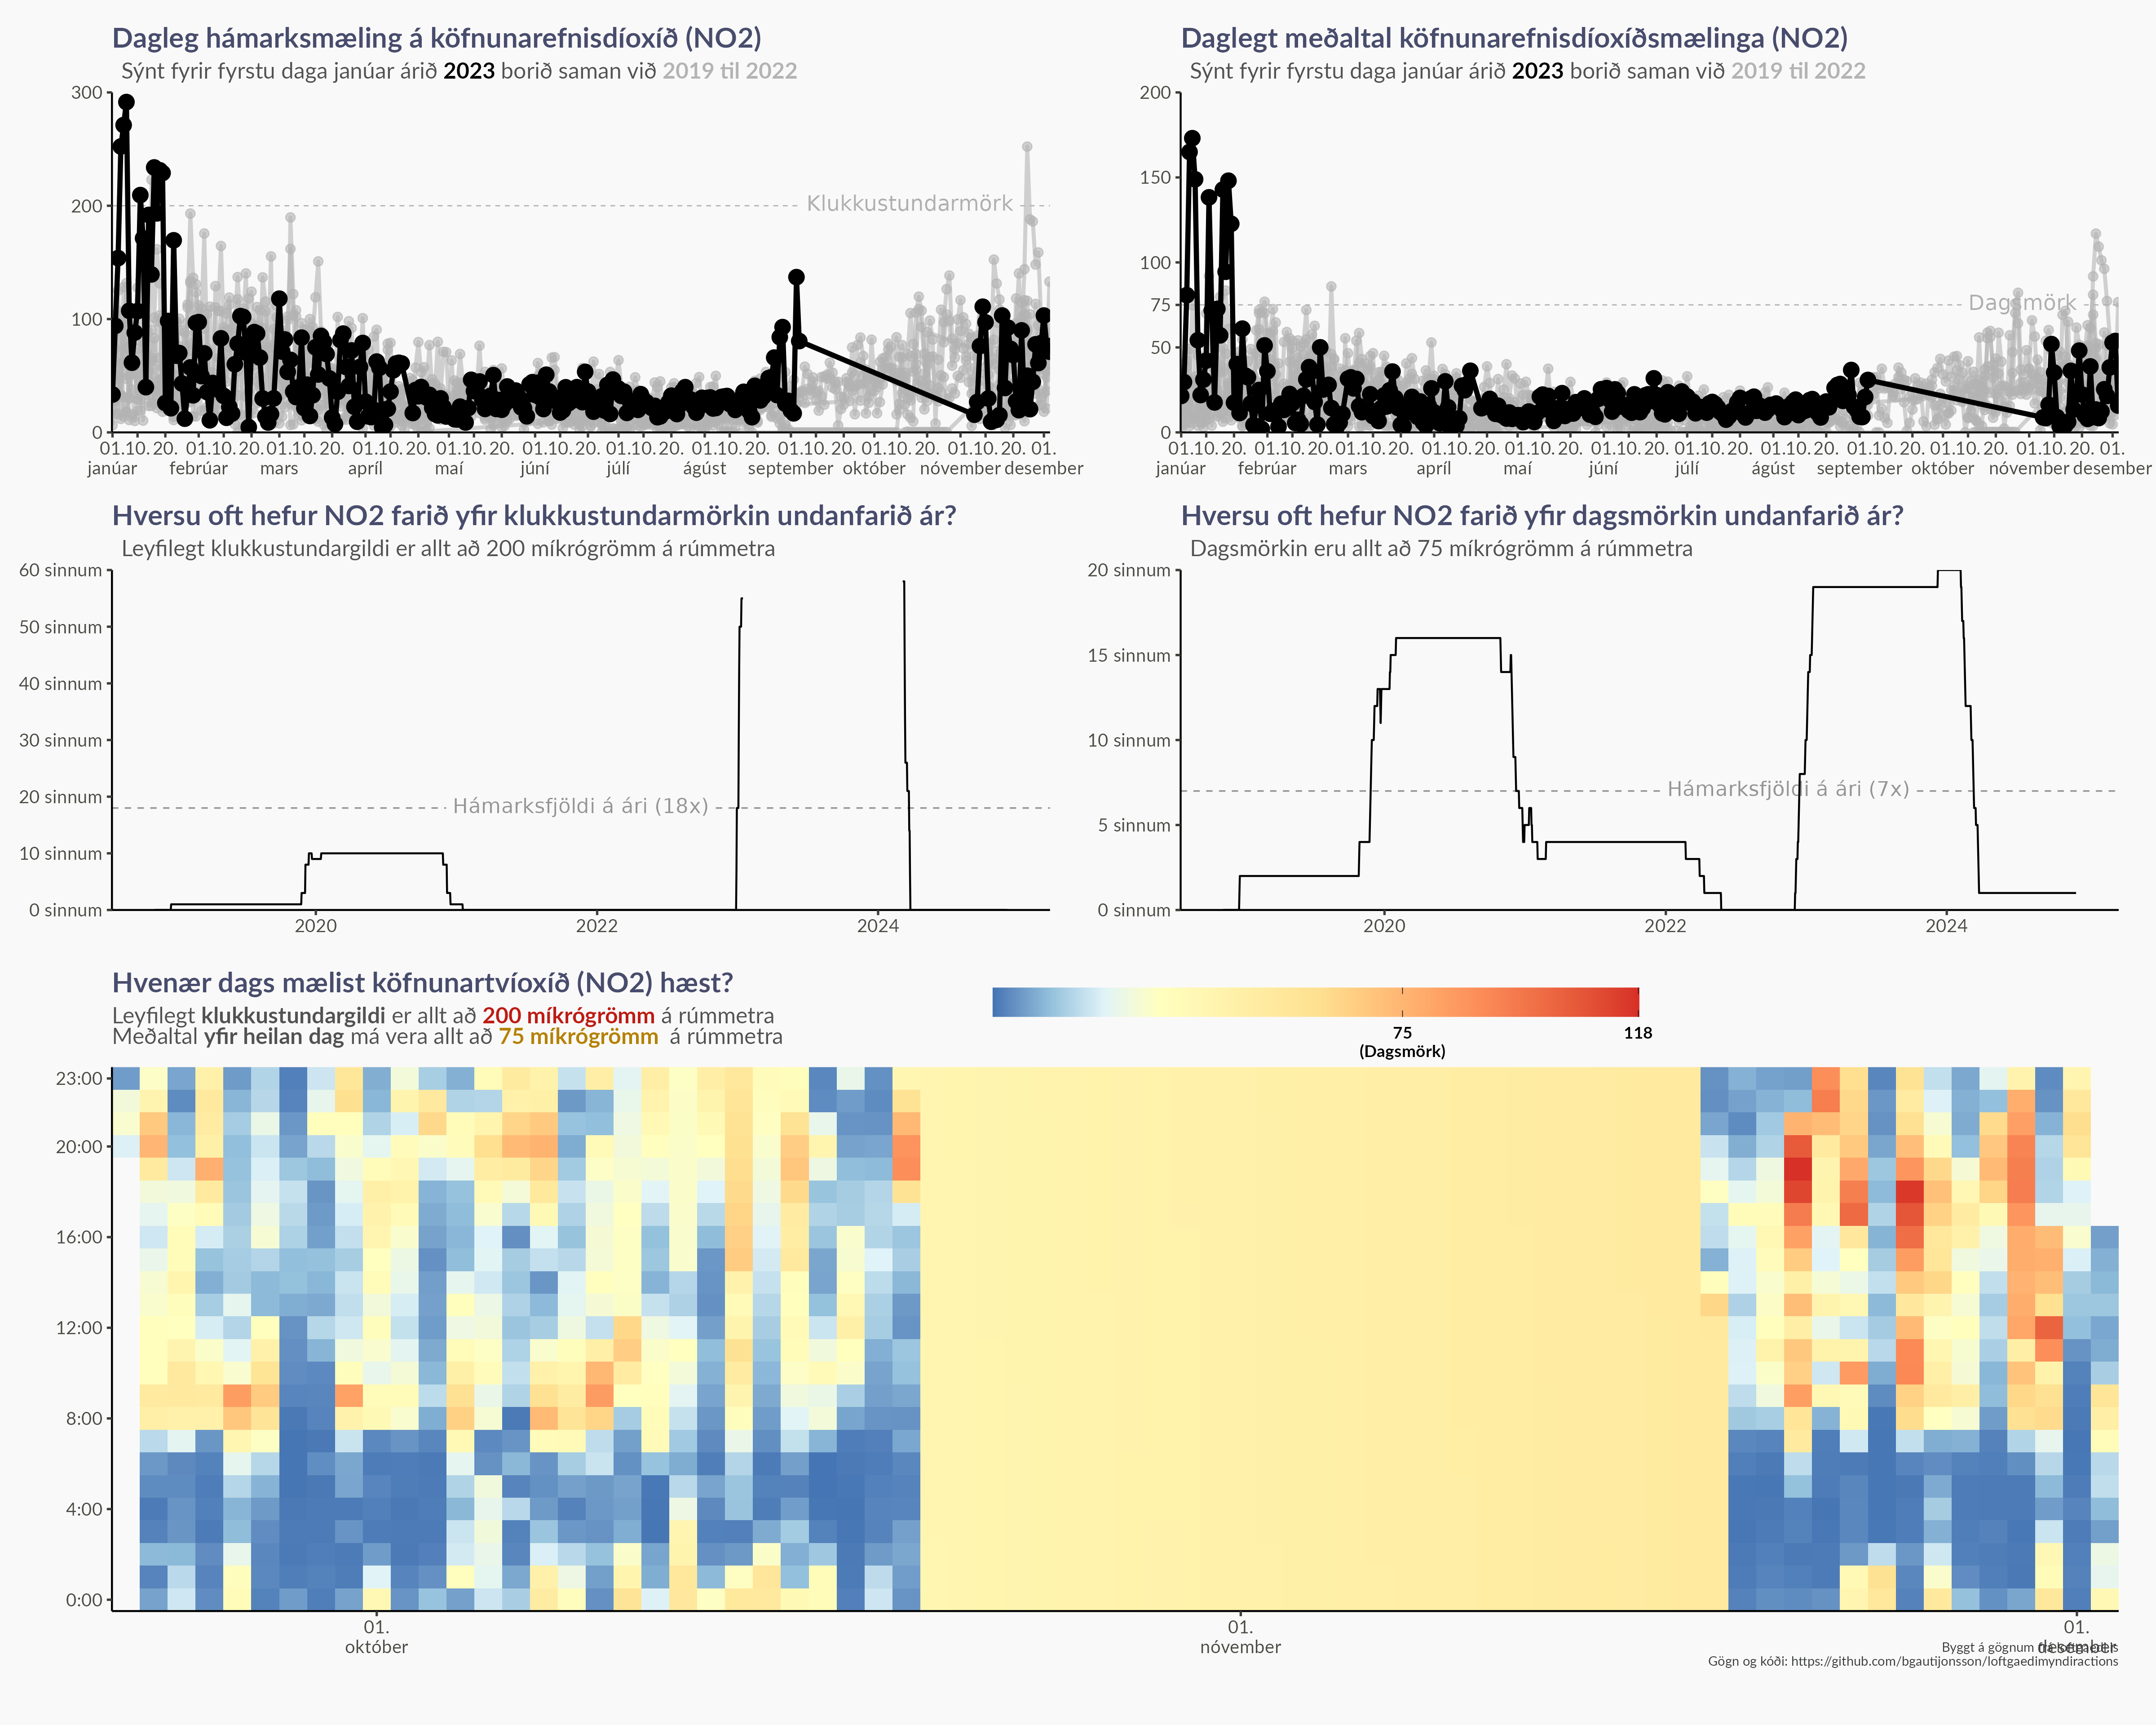 Dagleg hámarksmæling á köfnunarefnisdíoxíð (NO2)
Sýnt fyrir fyrstu daga janúar árið 2023 borið saman við 2019 til 2022
300
200
100
0
Klukkustundarmörk
01. 10. 20. 01. 10. 20. 01. 10. 20. 01. 10. 20. 01. 10. 20. 01. 10. 20. 01. 10. 20. 01. 10. 20. 01. 10. 20. 01. 10. 20. 01. 10. 20. 01.
janúar febrúar mars apríl maí júní júlí ágúst september október nóvember desember
Daglegt meðaltal köfnunarefnisdíoxíðsmælinga (NO2)
Sýnt fyrir fyrstu daga janúar árið 2023 borið saman við 2019 til 2022
200
150
100
75
50
0
Dagsmörk
01. 10. 20. 01. 10. 20. 01. 10. 20. 01. 10. 20. 01. 10. 20. 01. 10. 20. 01. 10. 20. 01. 10. 20. 01. 10. 20. 01. 10. 20. 01. 10. 20. 01.
janúar febrúar mars apríl maí júní júlí ágúst september október nóvember desember
Hversu oft hefur NO2 farið yfir klukkustundarmörkin undanfarið ár?
Leyfilegt klukkustundargildi er allt að 200 míkrógrömm á rúmmetra
60 sinnum
50 sinnum
40 sinnum
30 sinnum
20 sinnum
10 sinnum
0 sinnum
Hámarksfjöldi á ári (18x)
2020 2022 2024
Hversu oft hefur NO2 farið yfir dagsmörkin undanfarið ár?
Dagsmörkin eru allt að 75 míkrógrömm á rúmmetra
20 sinnum
15 sinnum
10 sinnum
5 sinnum
0 sinnum
Hámarksfjöldi á ári (7x)
2020 2022 2024
Hvenær dags mælist köfnunartvíoxíð (NO2) hæst?
Leyfilegt klukkustundargildi er allt að 200 míkrógrömm á rúmmetra
Meðaltal yfir heilan dag má vera allt að 75 míkrógrömm á rúmmetra
75 118
(Dagsmörk)
23:00
20:00
16:00
12:00
8:00
4:00
0:00
01. 01. 01.
október nóvember desember
Byggt á gögnum frá
Gögn og kóði: https://github.com/bgautijonsson/loftgaedimyndiractions